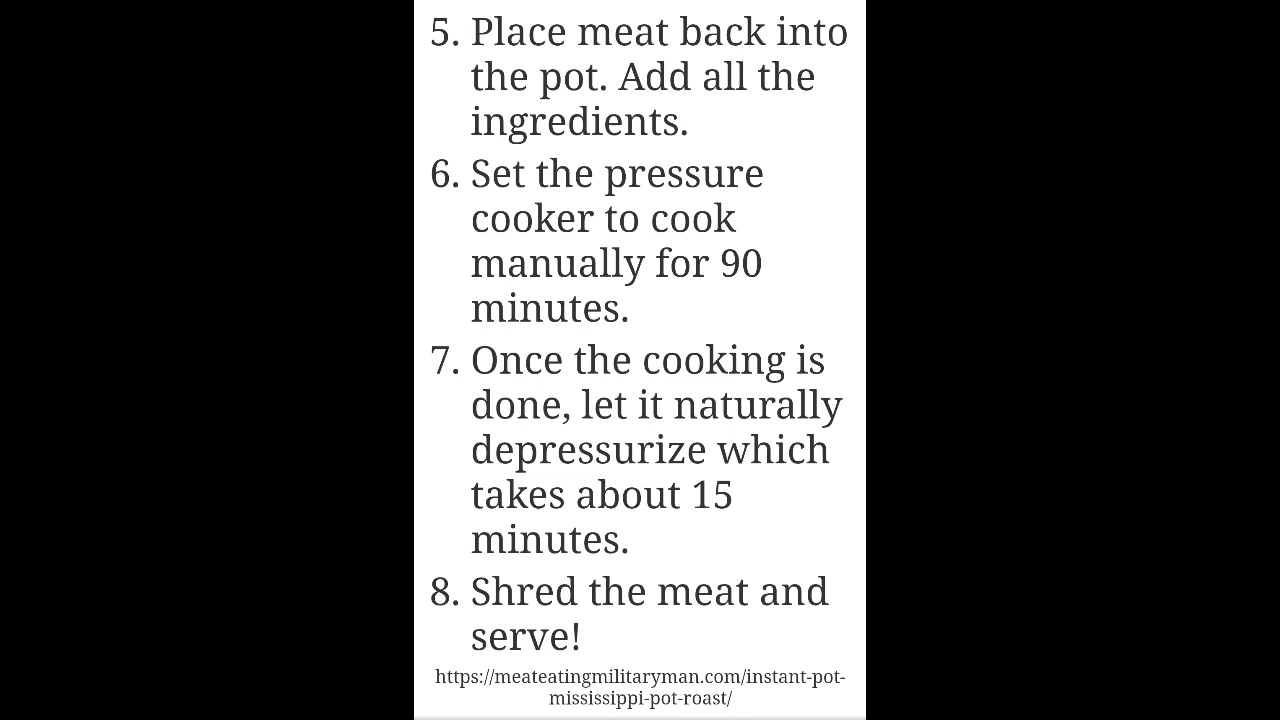 5. Place meat back into
the pot. Add all the
ingredients.
6. Set the pressure
cooker to cook
manually for 90
minutes.
7. Once the cooking is
done, let it naturally
depressurize which
takes about 15
minutes.
8. Shred the meat and
serve!
https://meateatingmilitaryman.com/instant-pot-
mississippi-pot-roast/